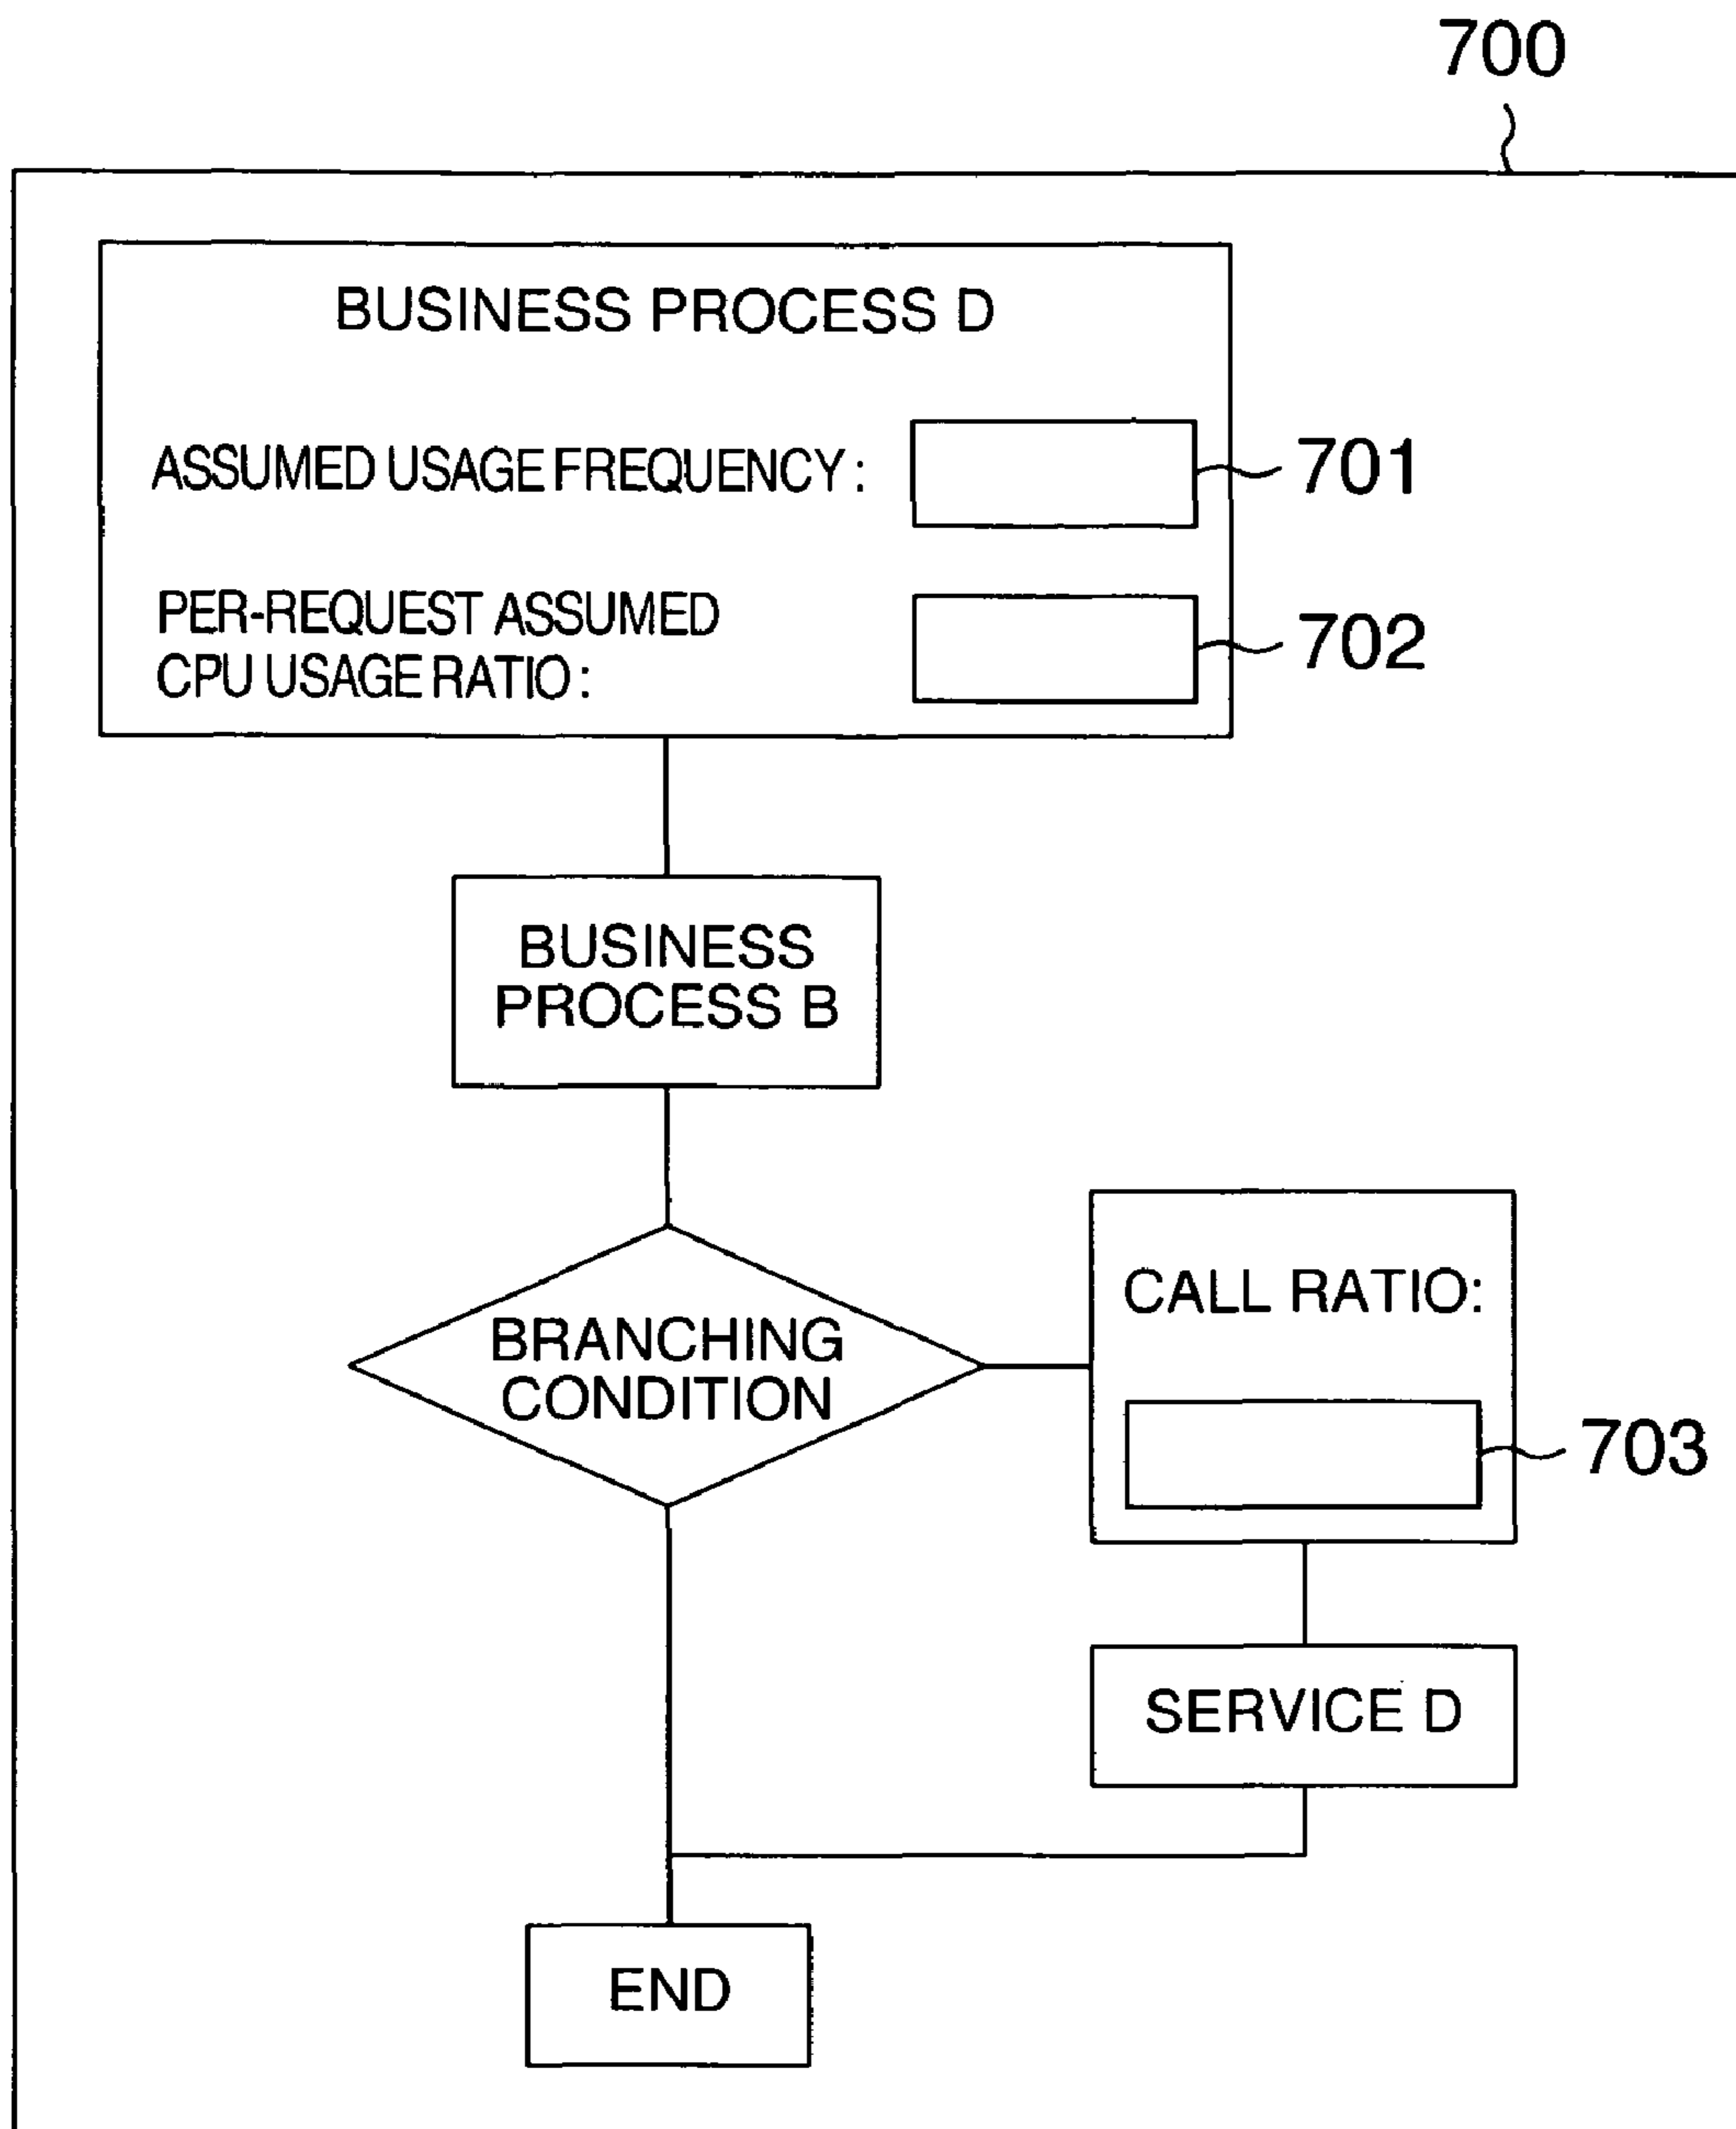 700
BUSINESS PROCESS D
ASSUMED USAGE FREQUENCY:
701
PER-REQUEST ASSUMED
CPU USAGE RATIO:
702
BUSINESS
PROCESS B
BRANCHING
CONDITION
CALL RATIO:
703
SERVICE D
END